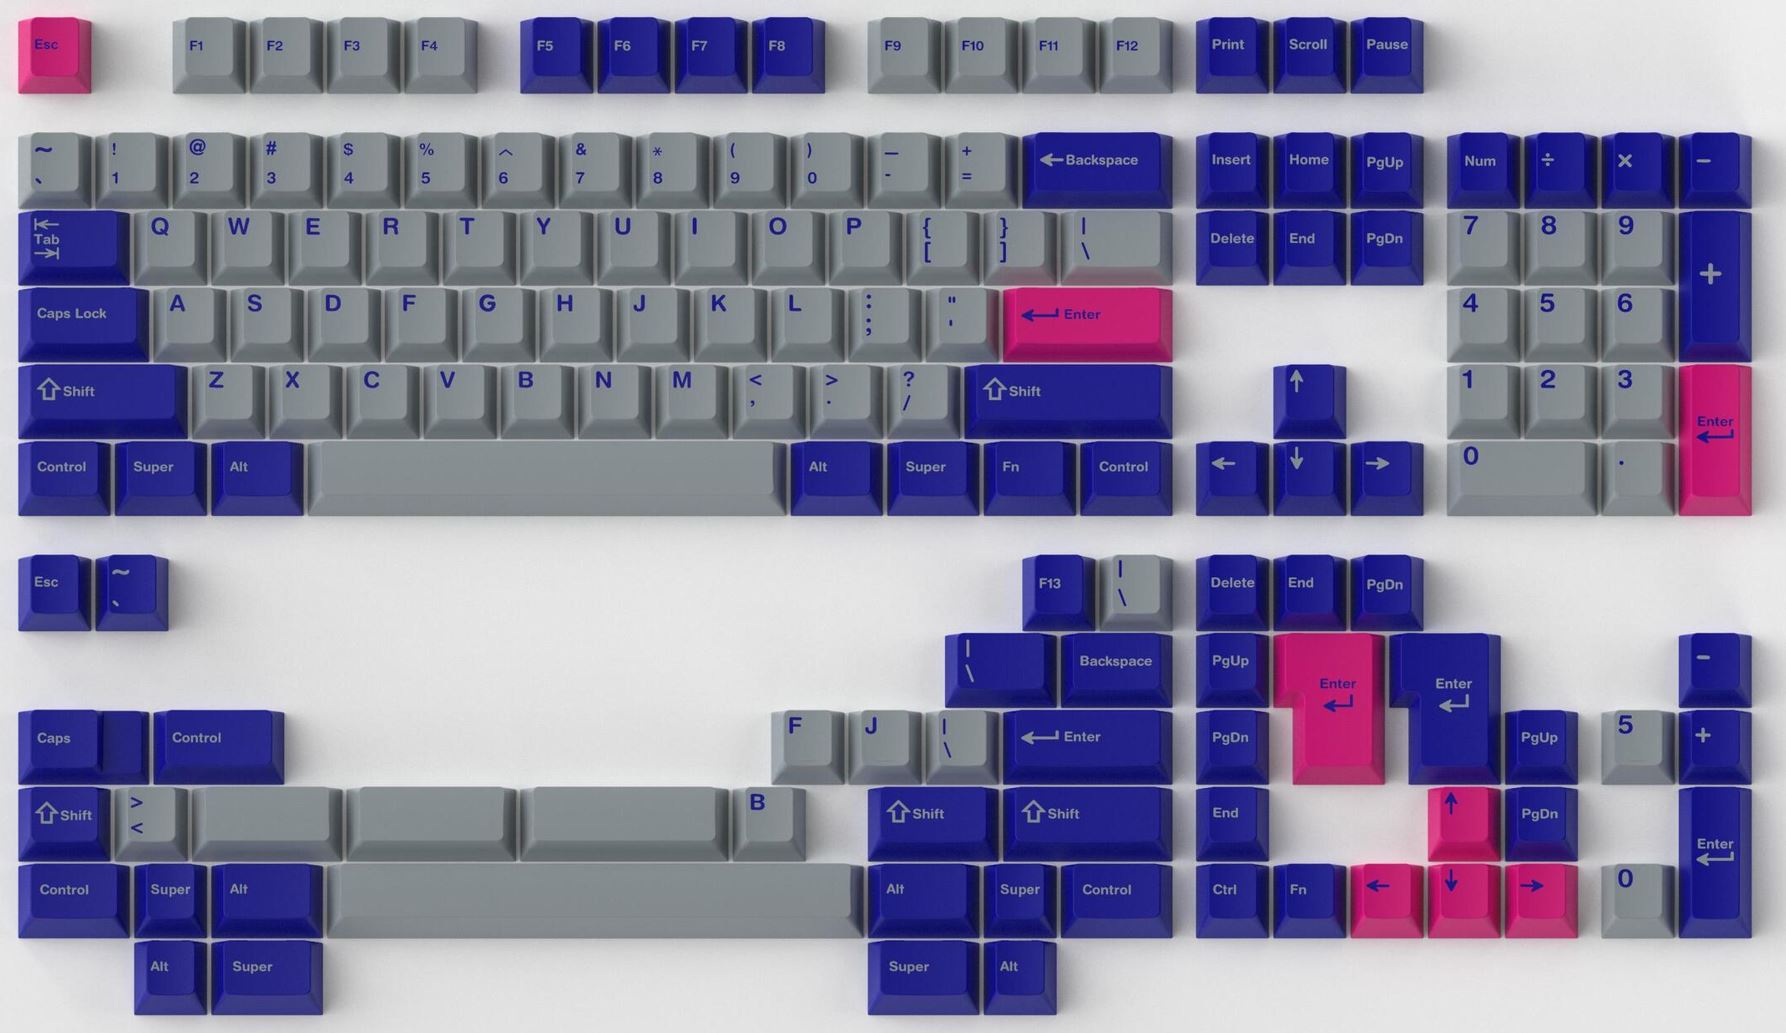 Esc F1 F2 F3 F4 F5 F6 F7 F8 F9 F10 F11 F12 Print Scroll Pause
~ ! @ # $ % ^ & * ( ) _ +
` 1 2 3 4 5 6 7 8 9 0 - = ← Backspace Insert Home PgUp Num ÷ × -
Tab Q W E R T Y U I O P { } | Delete End PgDn 7 8 9 +
[ ] \
Caps Lock A S D F G H J K L : " Enter 4 5 6
; '
⇧ Shift Z X C V B N M < > ? ⇧ Shift ↑ 1 2 3 Enter
, . /
Control Super Alt Alt Super Fn Control ← ↓ → 0 .
Esc ~ F13 | Delete End PgDn
` \
| Backspace PgUp Enter Enter -
\
Caps Control F J | Enter PgDn PgUp 5 +
\
⇧ Shift > B ⇧ Shift ⇧ Shift End ↑ PgDn Enter
<
Control Super Alt Alt Super Control Ctrl Fn ← ↓ → 0
Alt Super Super Alt